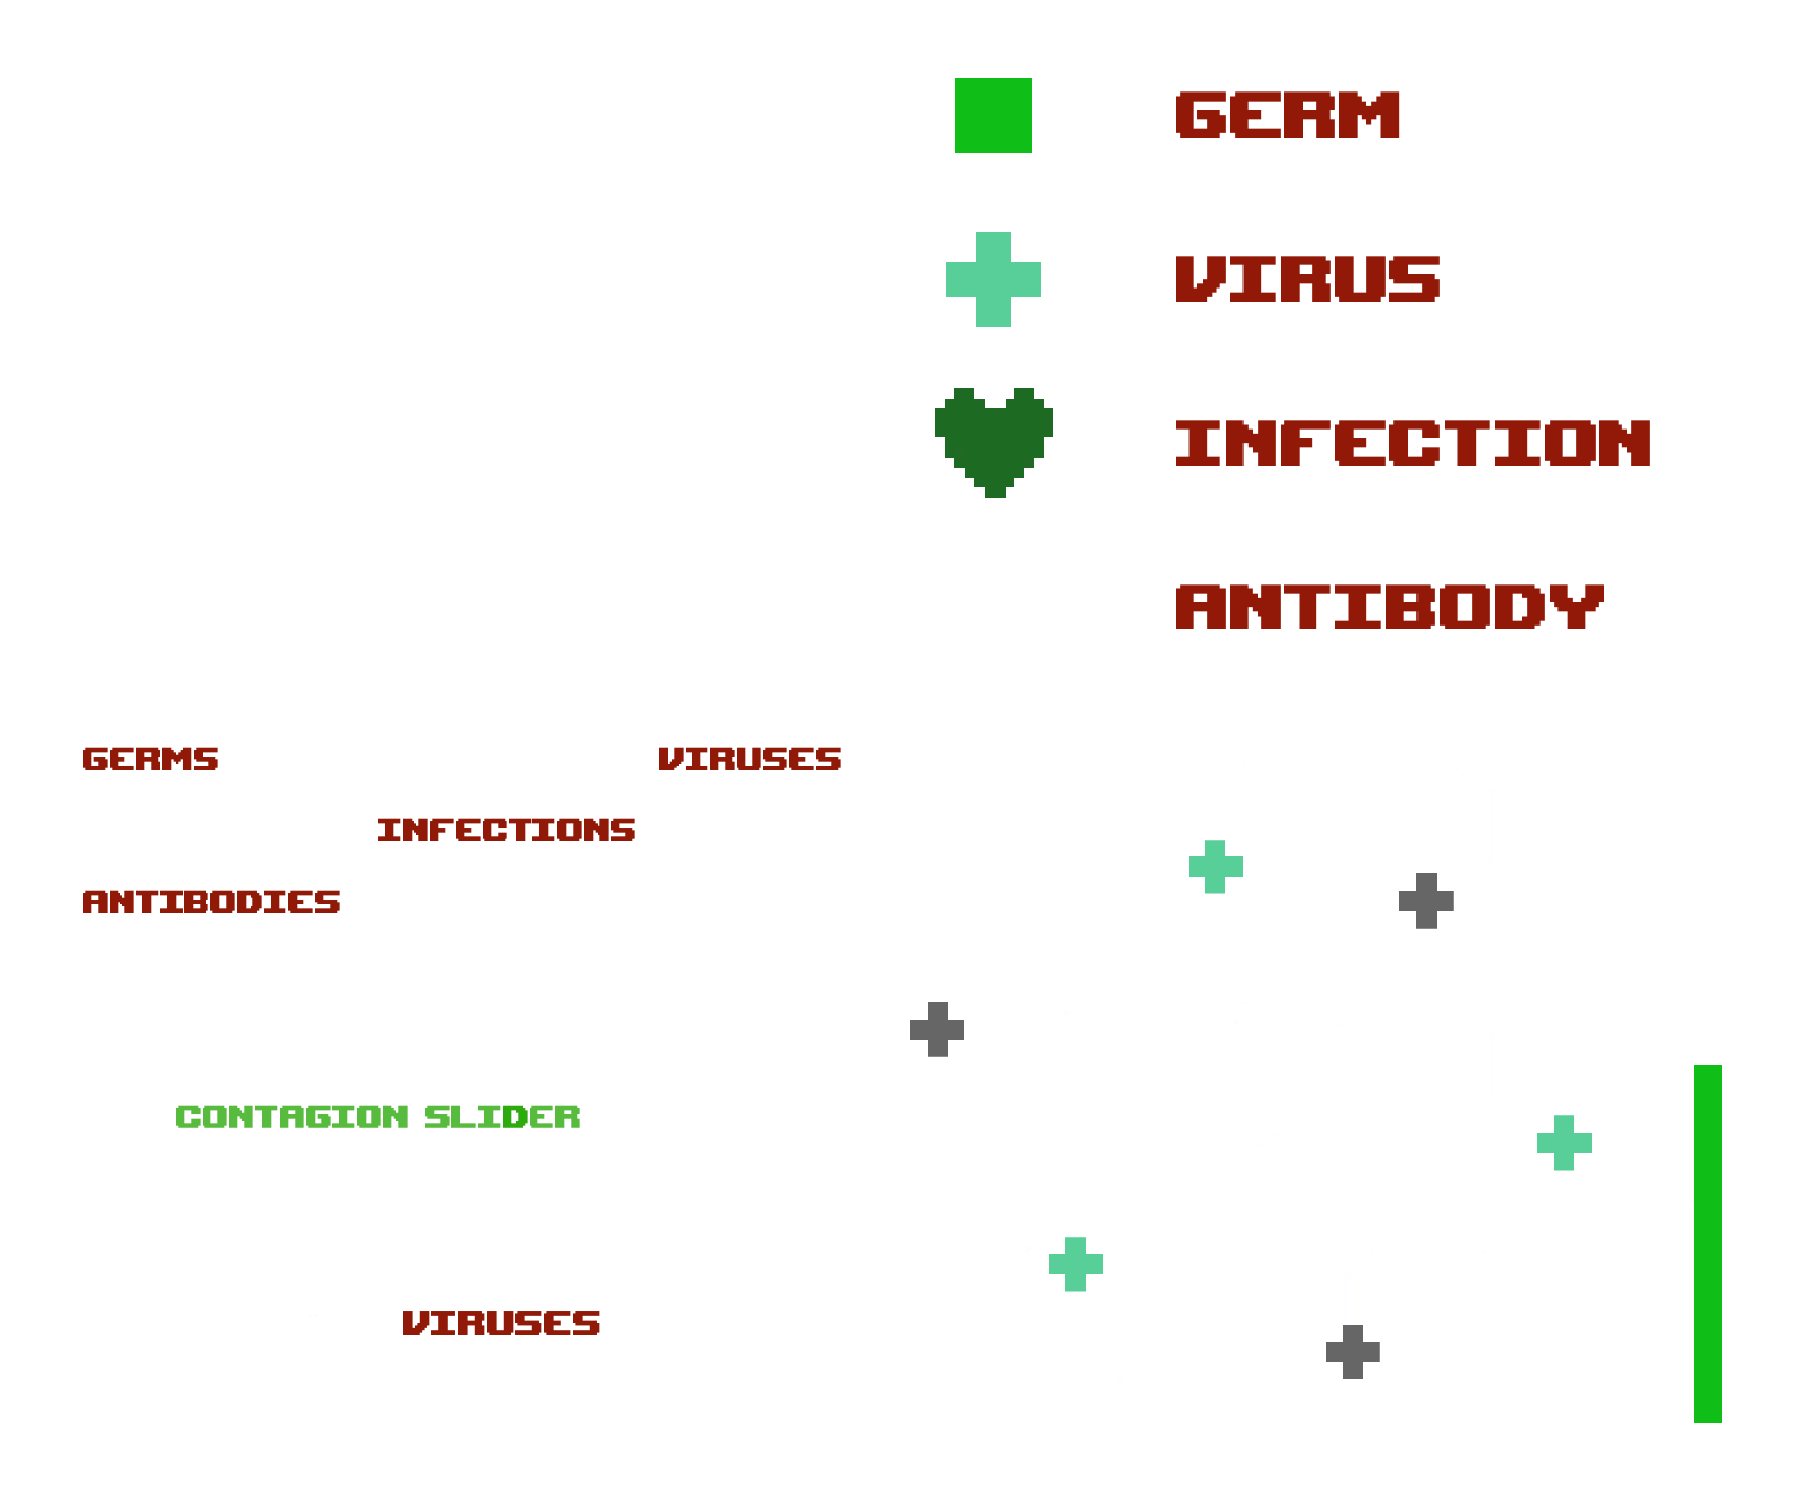 GERM
VIRUS
INFECTION
ANTIBODY
GERMS VIRUSES
INFECTIONS
ANTIBODIES
CONTAGION SLIDER
VIRUSES